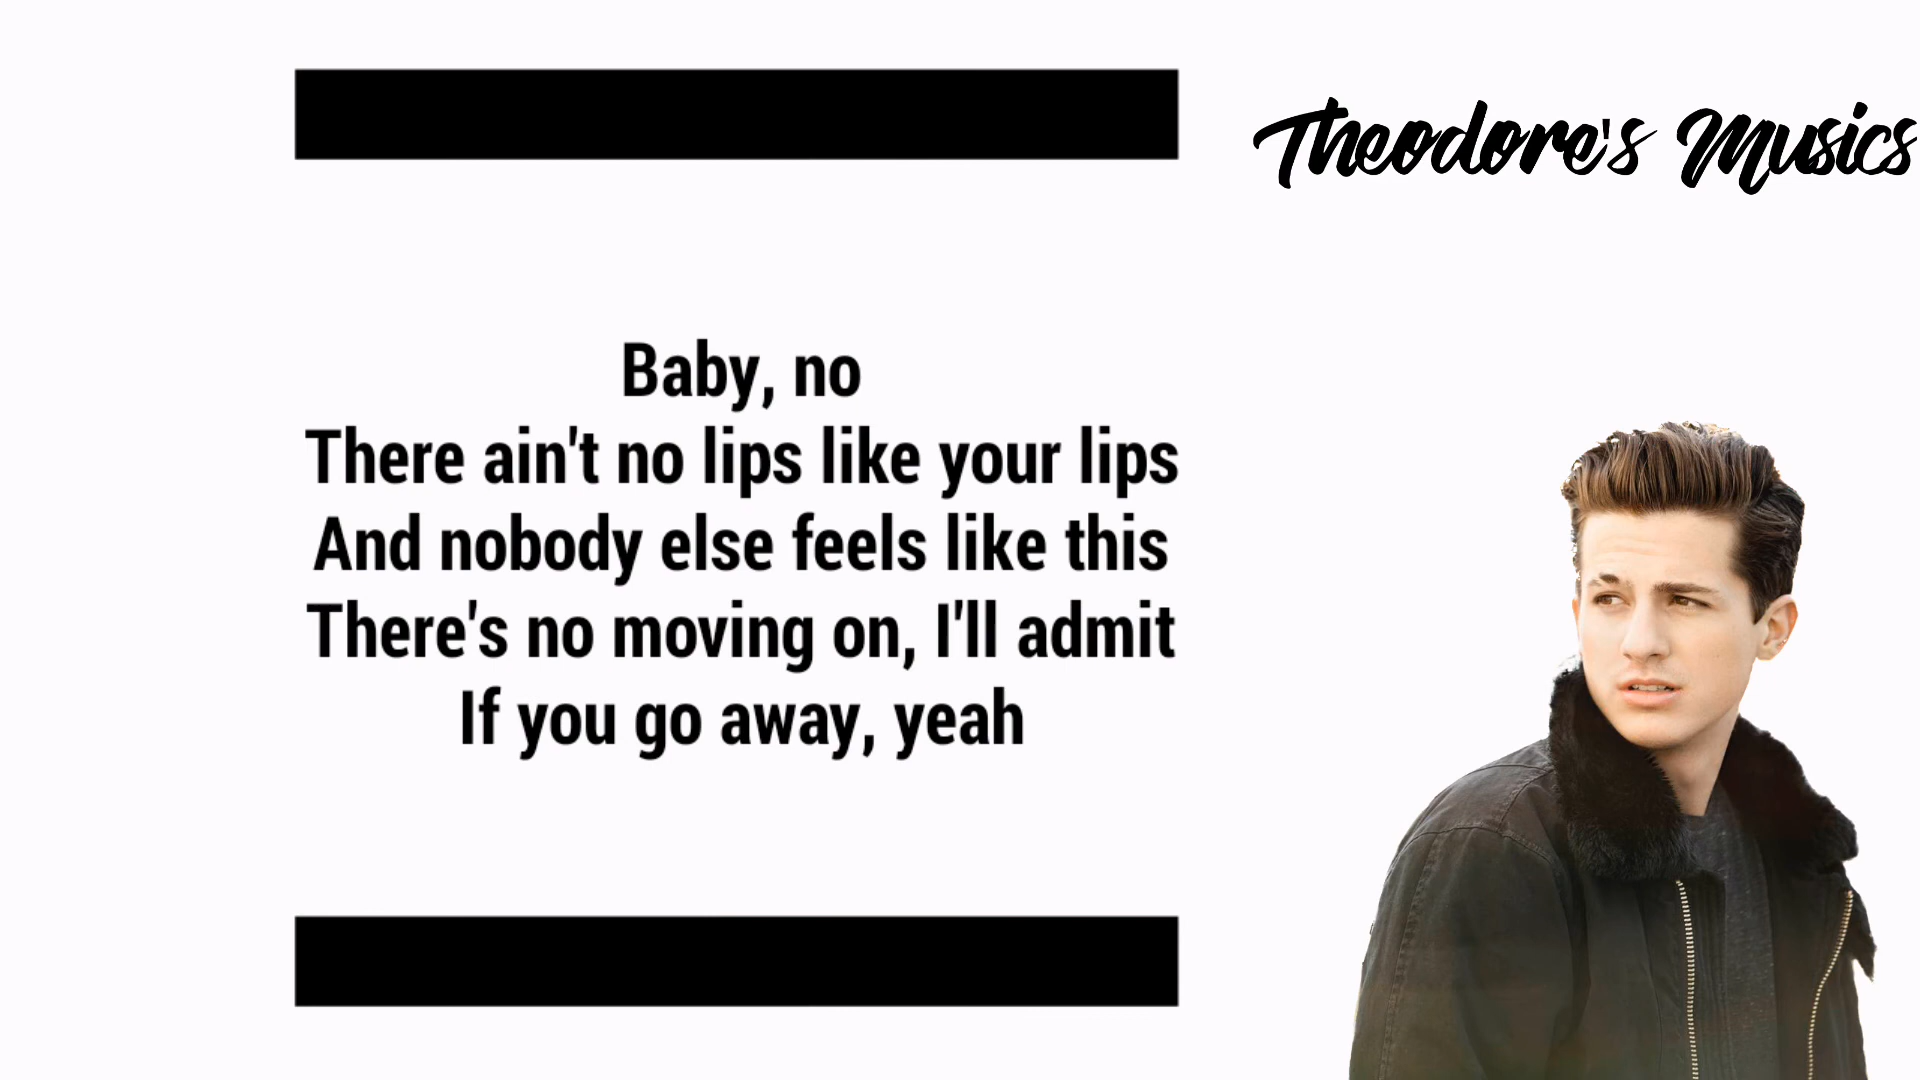 Theodore's Musics
Baby, no
There ain't no lips like your lips
And nobody else feels like this
There's no moving on, I'll admit
If you go away, yeah